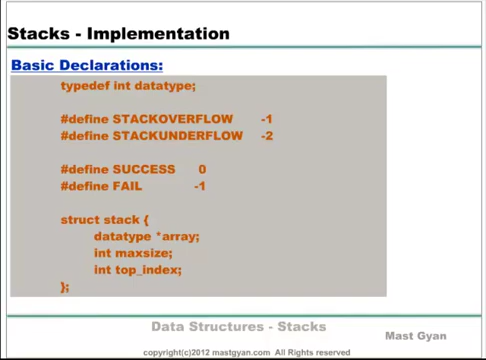 Stacks - Implementation
Basic Declarations:
typedef int datatype;
#define STACKOVERFLOW -1
#define STACKUNDERFLOW -2
#define SUCCESS 0
#define FAIL -1
struct stack {
datatype *array;
int maxsize;
int top_index;
};
Data Structures - Stacks
Mast Gyan
copyright(c)2012 mastgyan.com All Rights reserved